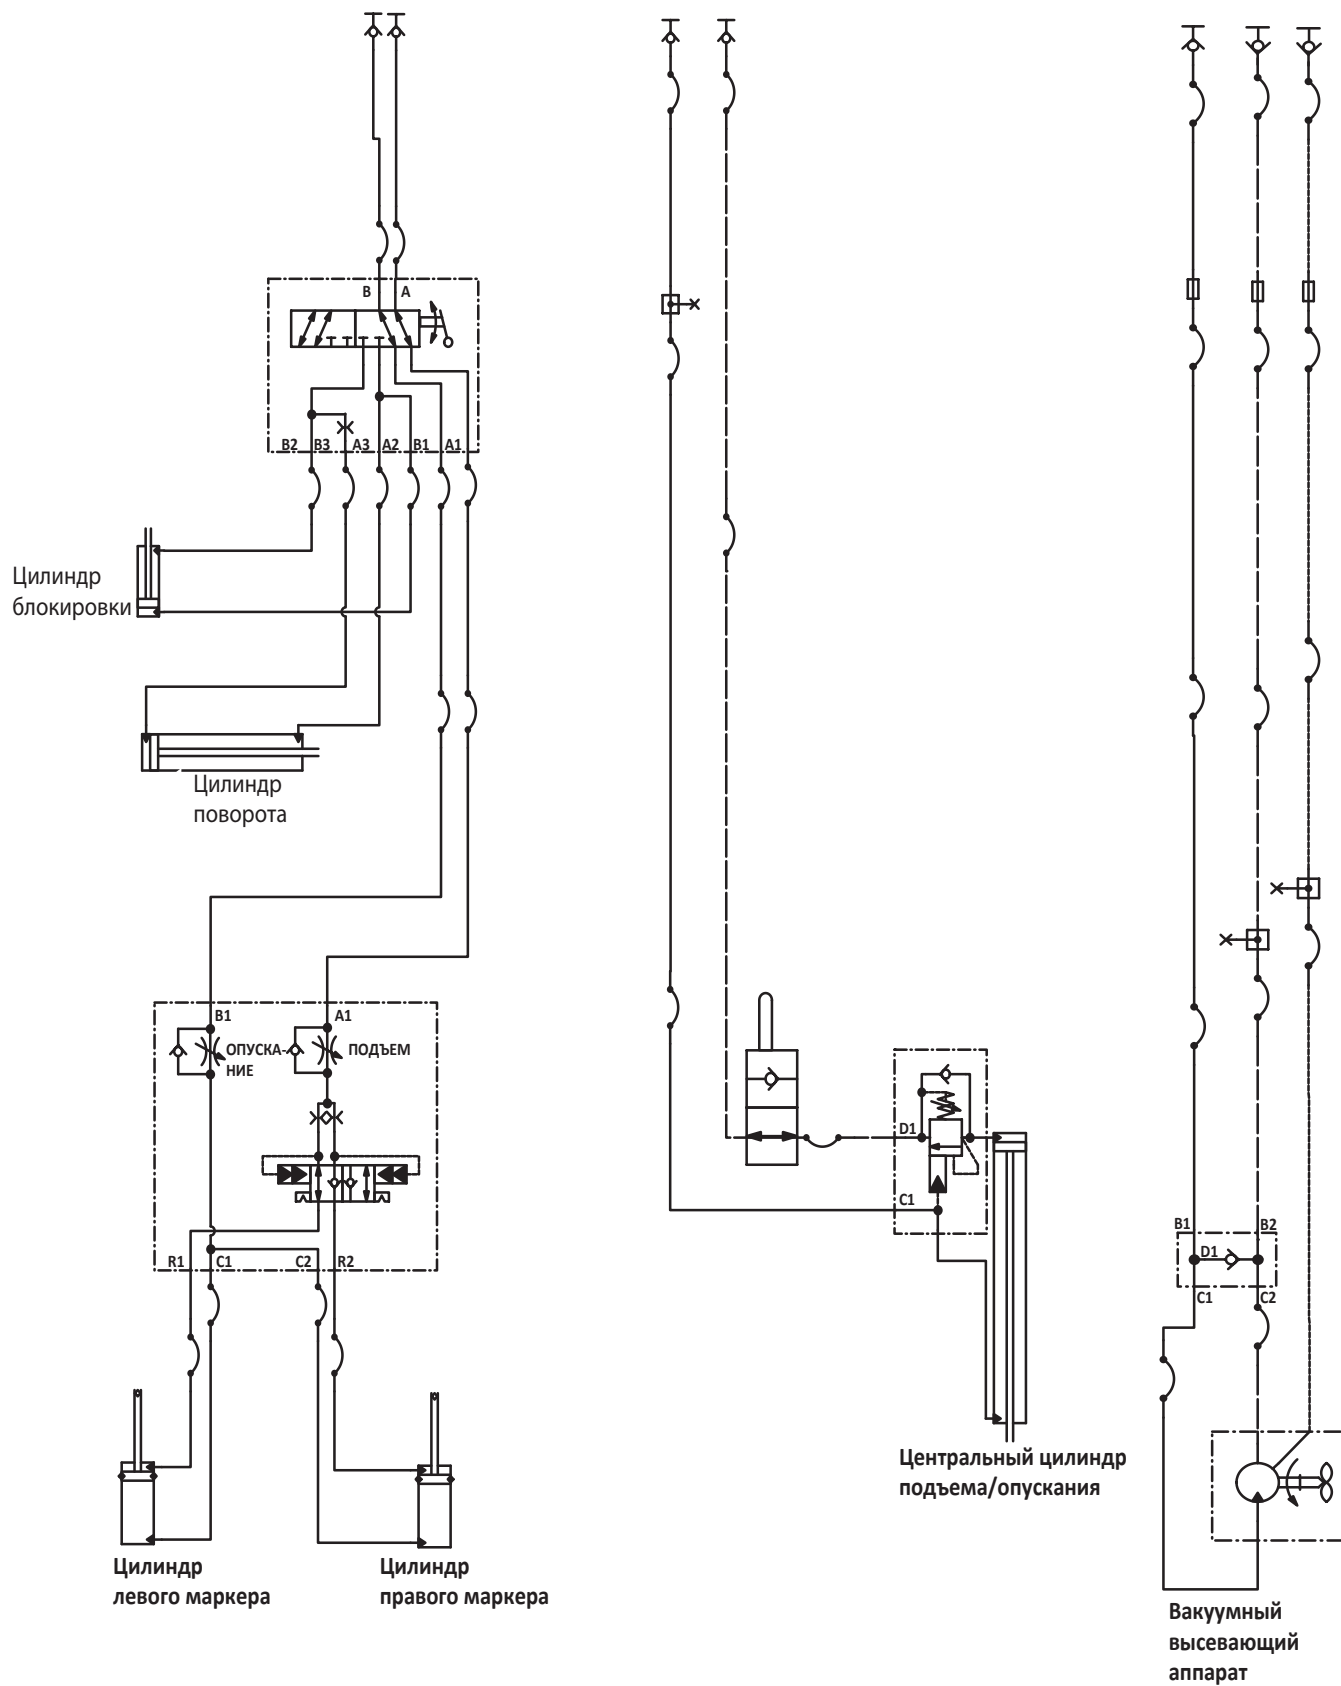 B A
B2 B3 A3 A2 B1 A1
Цилиндр
блокировки
Цилиндр
поворота
B1 A1
ОПУСКА-
НИЕ
ПОДЪЕМ
R1 C1 C2 R2
Цилиндр
левого маркера
Цилиндр
правого маркера
D1
C1
Центральный цилиндр
подъема/опускания
B1 B2
D1
C1 C2
Вакуумный
высевающий
аппарат